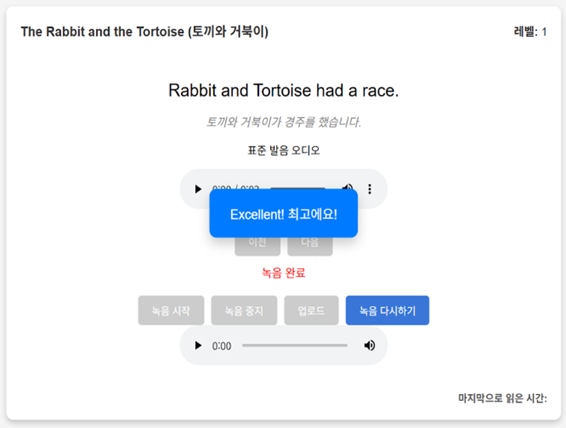 The Rabbit and the Tortoise (토끼와 거북이)
레벨: 1
Rabbit and Tortoise had a race.
토끼와 거북이가 경주를 했습니다.
표준 발음 오디오
0:00 / 0:02
Excellent! 최고에요!
이전 다음
녹음 완료
녹음 시작 녹음 중지 업로드 녹음 다시하기
0:00
마지막으로 읽은 시간: